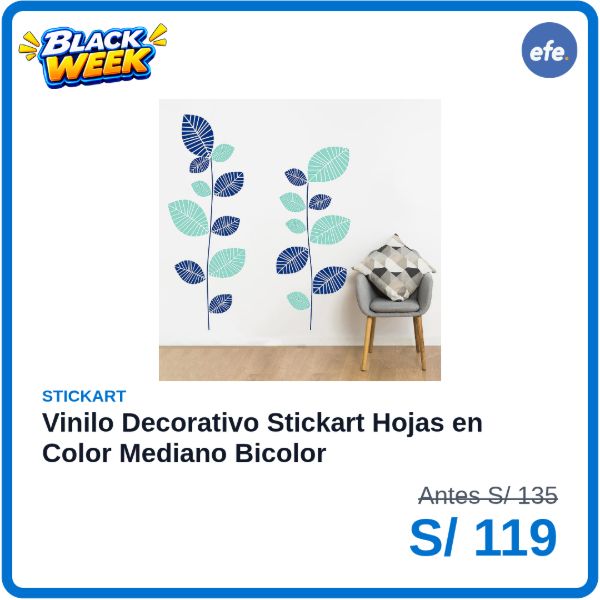 BLACK
WEEK
efe.
STICKART
Vinilo Decorativo Stickart Hojas en
Color Mediano Bicolor
Antes S/ 135
S/ 119